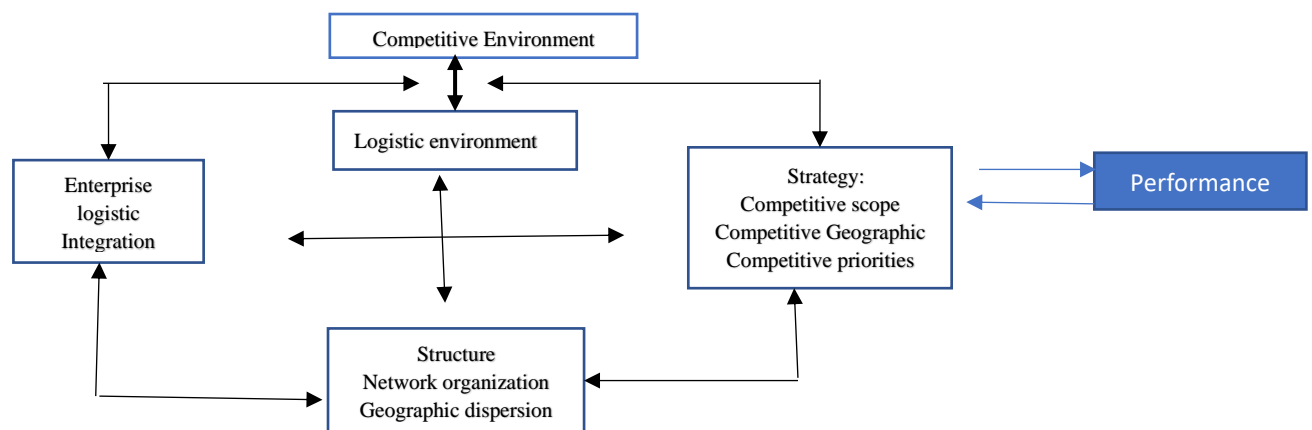 Competitive Environment
Logistic environment
Enterprise
logistic
Integration
Strategy:
Competitive scope
Competitive Geographic
Competitive priorities
Performance
Structure
Network organization
Geographic dispersion